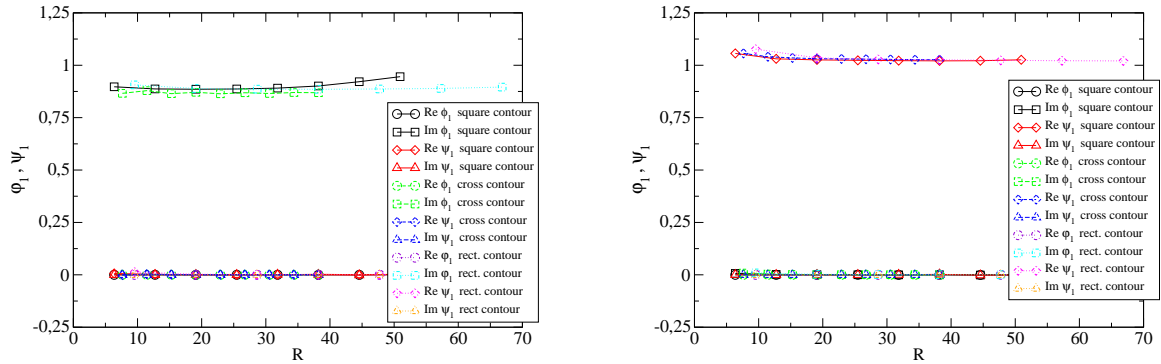 1,25
1
0,75
0,5
0,25
0
-0,25
φ₁, ψ₁
0 10 20 30 40 50 60 70
R
Re ϕ₁ square contour
Im ϕ₁ square contour
Re ψ₁ square contour
Im ψ₁ square contour
Re ϕ₁ cross contour
Im ϕ₁ cross contour
Re ψ₁ cross contour
Im ψ₁ cross contour
Re φ₁ rect. contour
Im φ₁ rect. contour
Re ψ₁ rect. contour
Im ψ₁ rect contour
1,25
1
0,75
0,5
0,25
0
-0,25
φ₁, ψ₁
0 10 20 30 40 50 60 70
R
Re ϕ₁ square contour
Im ϕ₁ square contour
Re ψ₁ square contour
Im ψ₁ square contour
Re ϕ₁ cross contour
Im ϕ₁ cross contour
Re ψ₁ cross contour
Im ψ₁ cross contour
Re φ₁ rect. contour
Im ϕ₁ rect. contour
Re ψ₁ rect. contour
Im ψ₁ rect. contour